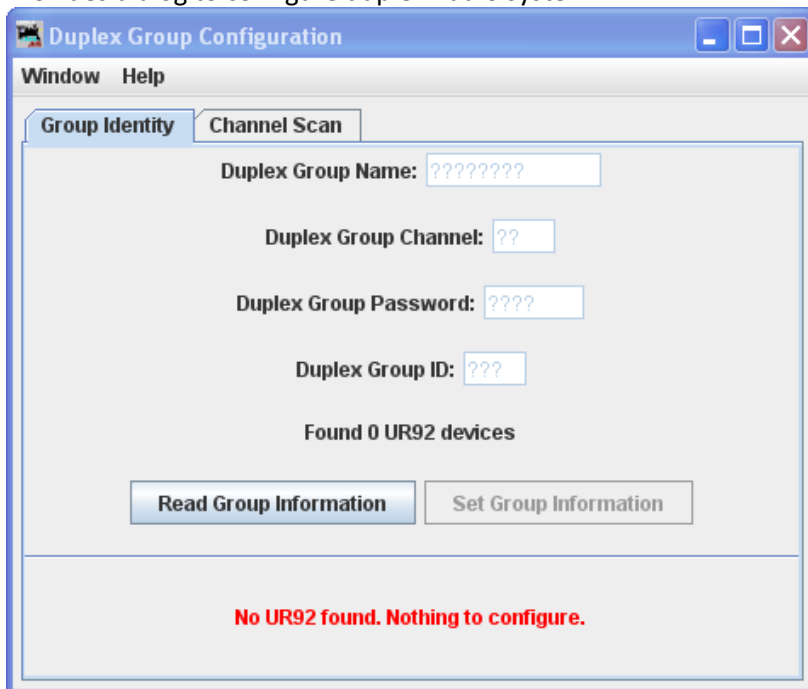 Duplex Group Configuration
Window Help
Group Identity Channel Scan
Duplex Group Name: ????????
Duplex Group Channel: ??
Duplex Group Password: ????
Duplex Group ID: ???
Found 0 UR92 devices
Read Group Information Set Group Information
No UR92 found. Nothing to configure.